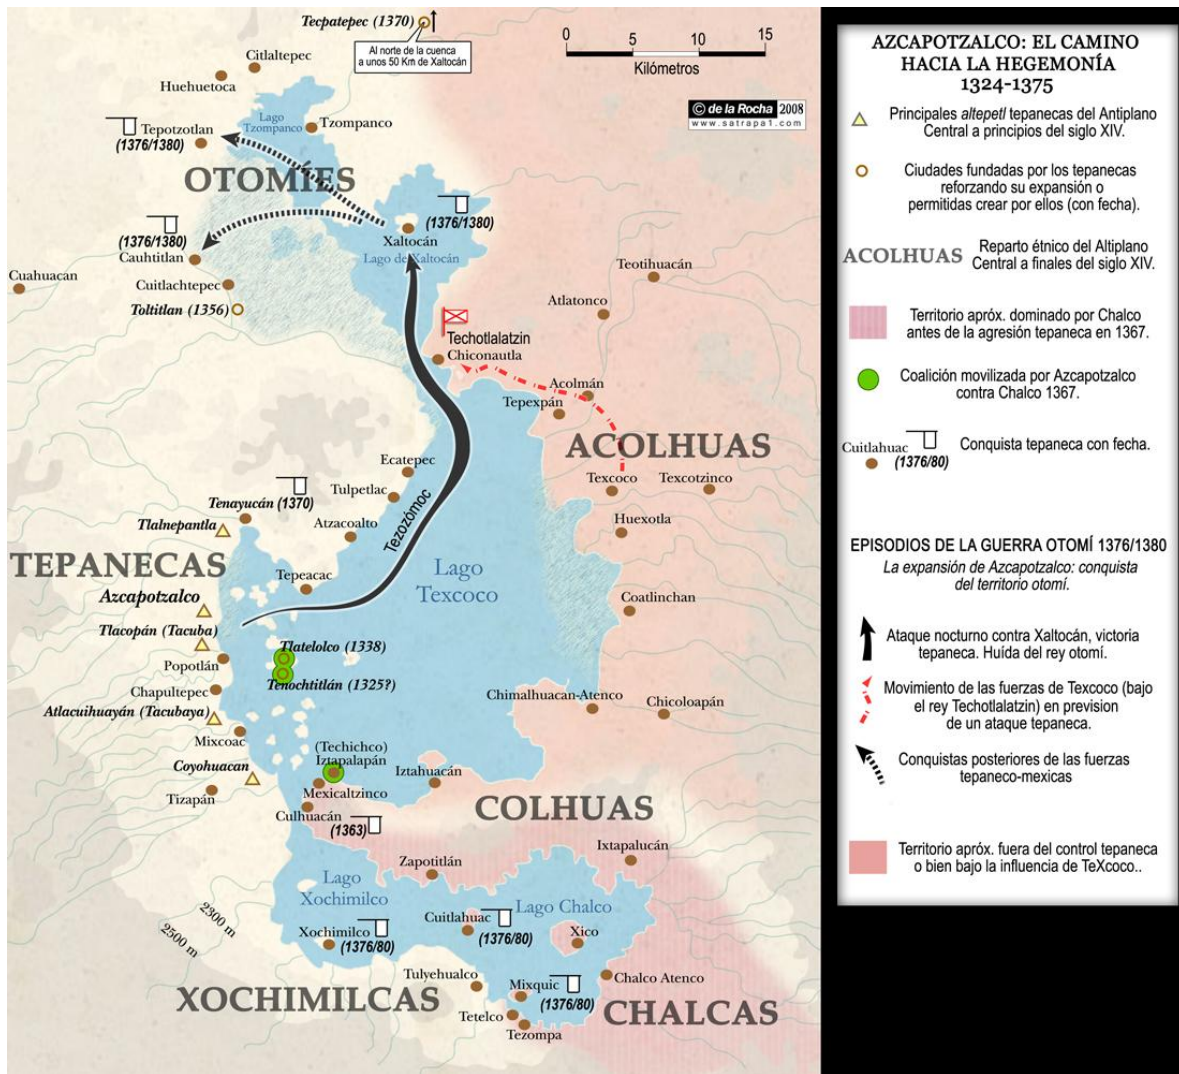 Tecpatepec (1370)
Al norte de la cuenca
a unos 50 Km de Xaltocán
0 5 10 15
Kilómetros
© de la Rocha 2008
www.satrapa1.com
Citlaltepec
Huehuetoca
Lago
Tzompanco
Tzompanco
Tepotzotlan
(1376/1380)
OTOMÍES
(1376/1380)
(1376/1380)
Xaltocán
Cauhtitlan
Lago de Xaltocán
Teotihuacán
Cuahuacán
Cuitlachtepec
Toltitlan (1356)
Atlatonco
Techotlalatzin
Chiconautla
Acolmán
Tepexpán
ACOLHUAS
Ecatepec
Texcoco
Texcotzinco
Tulpetlac
Tenayucán (1370)
Huexotla
Tlalnepantla
Atzacoalto
Tezozómoc
TEPANECAS
Lago
Texcoco
Tepeacac
Azcapotzalco
Coatlinchan
Tlacopán (Tacuba)
Tlatelolco (1338)
Popotlán
Tenochtitlán (1325?)
Chapultepec
Chimalhuacan-Atenco
Chicoloapán
Atlacuihuayán (Tacubaya)
Mixcoac
(Techichco)
Iztapalapán
Coyohuacan
Iztahuacán
Tizapán
Mexicaltzinco
COLHUAS
Culhuacán
(1363)
Ixtapalucán
Zapotitlán
Lago
Xochimilco
Lago Chalco
2300 m
2500 m
Cuitlahuac
(1376/80)
Xochimilco
(1376/80)
Xico
Tulyehualco
Chalco Atenco
Mixquic
(1376/80)
XOCHIMILCAS
CHALCAS
Tetelco
Tezompa
AZCAPOTZALCO: EL CAMINO
HACIA LA HEGEMONÍA
1324-1375
Principales altepetl tepanecas del Antiplano
Central a principios del siglo XIV.
Ciudades fundadas por los tepanecas
reforzando su expansión o
permitidas crear por ellos (con fecha).
ACOLHUAS
Reparto étnico del Altiplano
Central a finales del siglo XIV.
Territorio apróx. dominado por Chalco
antes de la agresión tepaneca en 1367.
Coalición movilizada por Azcapotzalco
contra Chalco 1367.
Cuitlahuac
(1376/80)
Conquista tepaneca con fecha.
EPISODIOS DE LA GUERRA OTOMÍ 1376/1380
La expansión de Azcapotzalco: conquista
del territorio otomí.
Ataque nocturno contra Xaltocán, victoria
tepaneca. Huída del rey otomí.
Movimiento de las fuerzas de Texcoco (bajo
el rey Techotlalatzin) en prevision
de un ataque tepaneca.
Conquistas posteriores de las fuerzas
tepaneco-mexicas
Territorio apróx. fuera del control tepaneca
o bien bajo la influencia de TeXcoco..